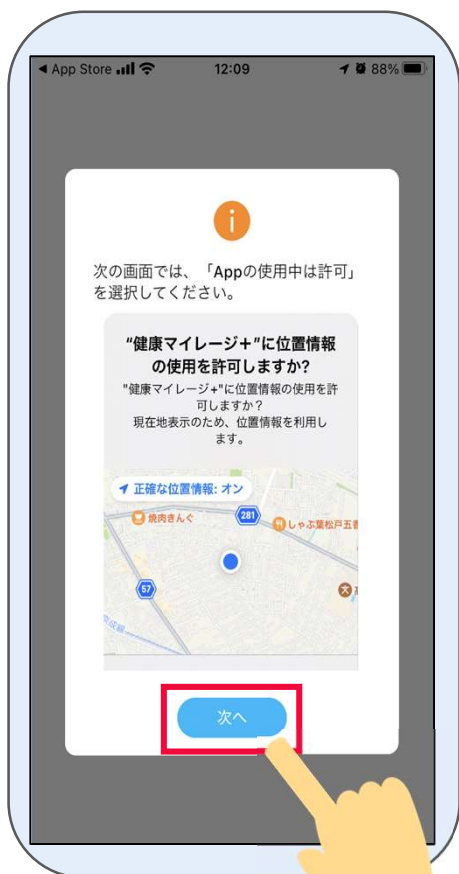 ◀ App Store 12:09 88%
次の画面では、「Appの使用中は許可」
を選択してください。
“健康マイレージ＋”に位置情報
の使用を許可しますか?
"健康マイレージ+"に位置情報の使用を許
可しますか？
現在地表示のため、位置情報を利用し
ます。
正確な位置情報: オン
焼肉きんぐ
281
しゃぶ葉松戸五香
57
京成線
大
次へ